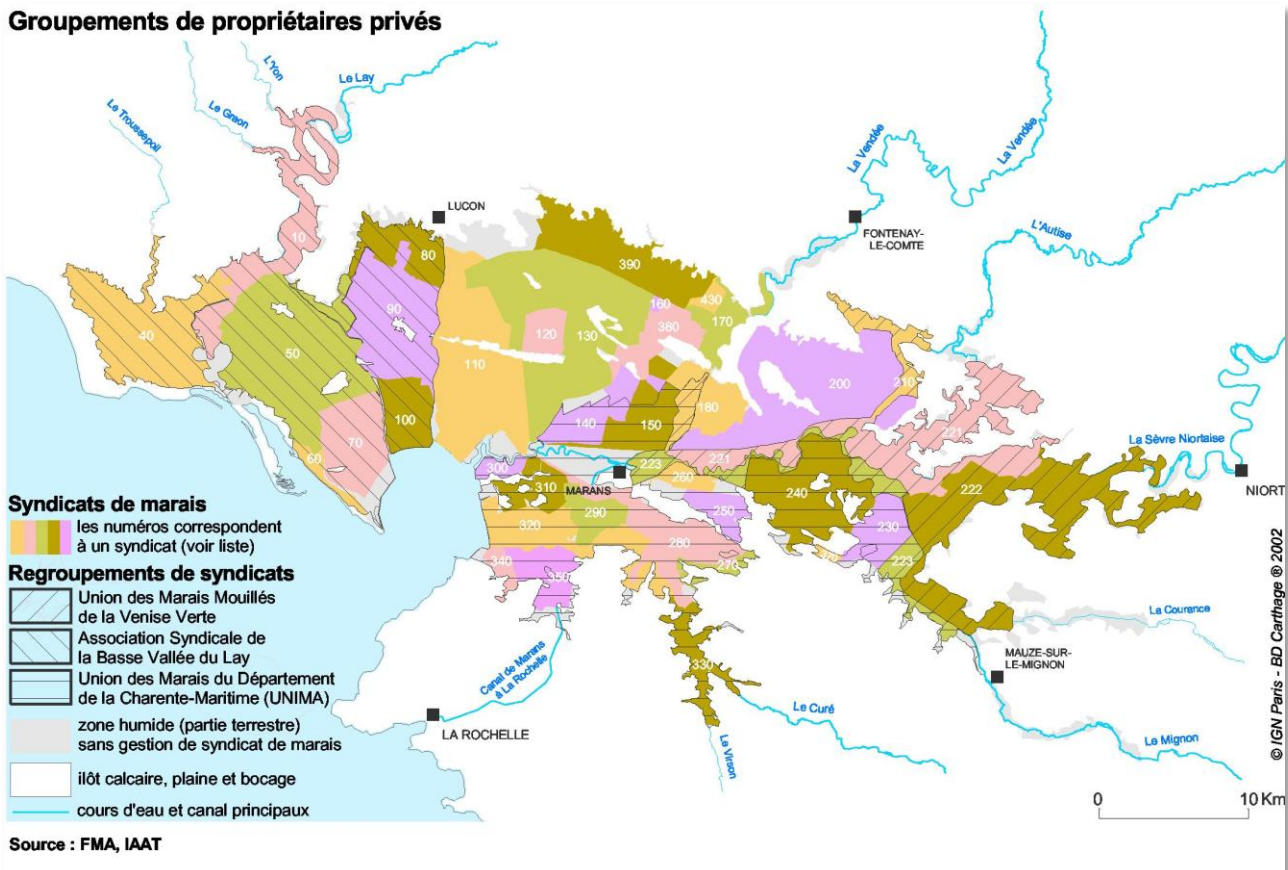 Groupements de propriétaires privés
L'Yon
Le Lay
Le Graon
Le Troussepoil
La Vendée
La Vendée
LUCON
FONTENAY-
LE-COMTE
L'Autise
10
80
390
40
90
160
430
50
120
130
380
170
110
200
210
180
100
140
150
221
70
60
221
223
La Sèvre Niortaise
300
MARANS
260
310
240
222
NIORT
250
290
320
230
280
340
270
370
223
350
La Courance
MAUZE-SUR-
LE-MIGNON
330
Canal de Marans
à La Rochelle
Le Curé
LA ROCHELLE
Le Virson
Le Mignon
Syndicats de marais
les numéros correspondent
à un syndicat (voir liste)
Regroupements de syndicats
Union des Marais Mouillés
de la Venise Verte
Association Syndicale de
la Basse Vallée du Lay
Union des Marais du Département
de la Charente-Maritime (UNIMA)
zone humide (partie terrestre)
sans gestion de syndicat de marais
ilôt calcaire, plaine et bocage
cours d'eau et canal principaux
0 10 Km
© IGN Paris - BD Carthage ® 2002
Source : FMA, IAAT